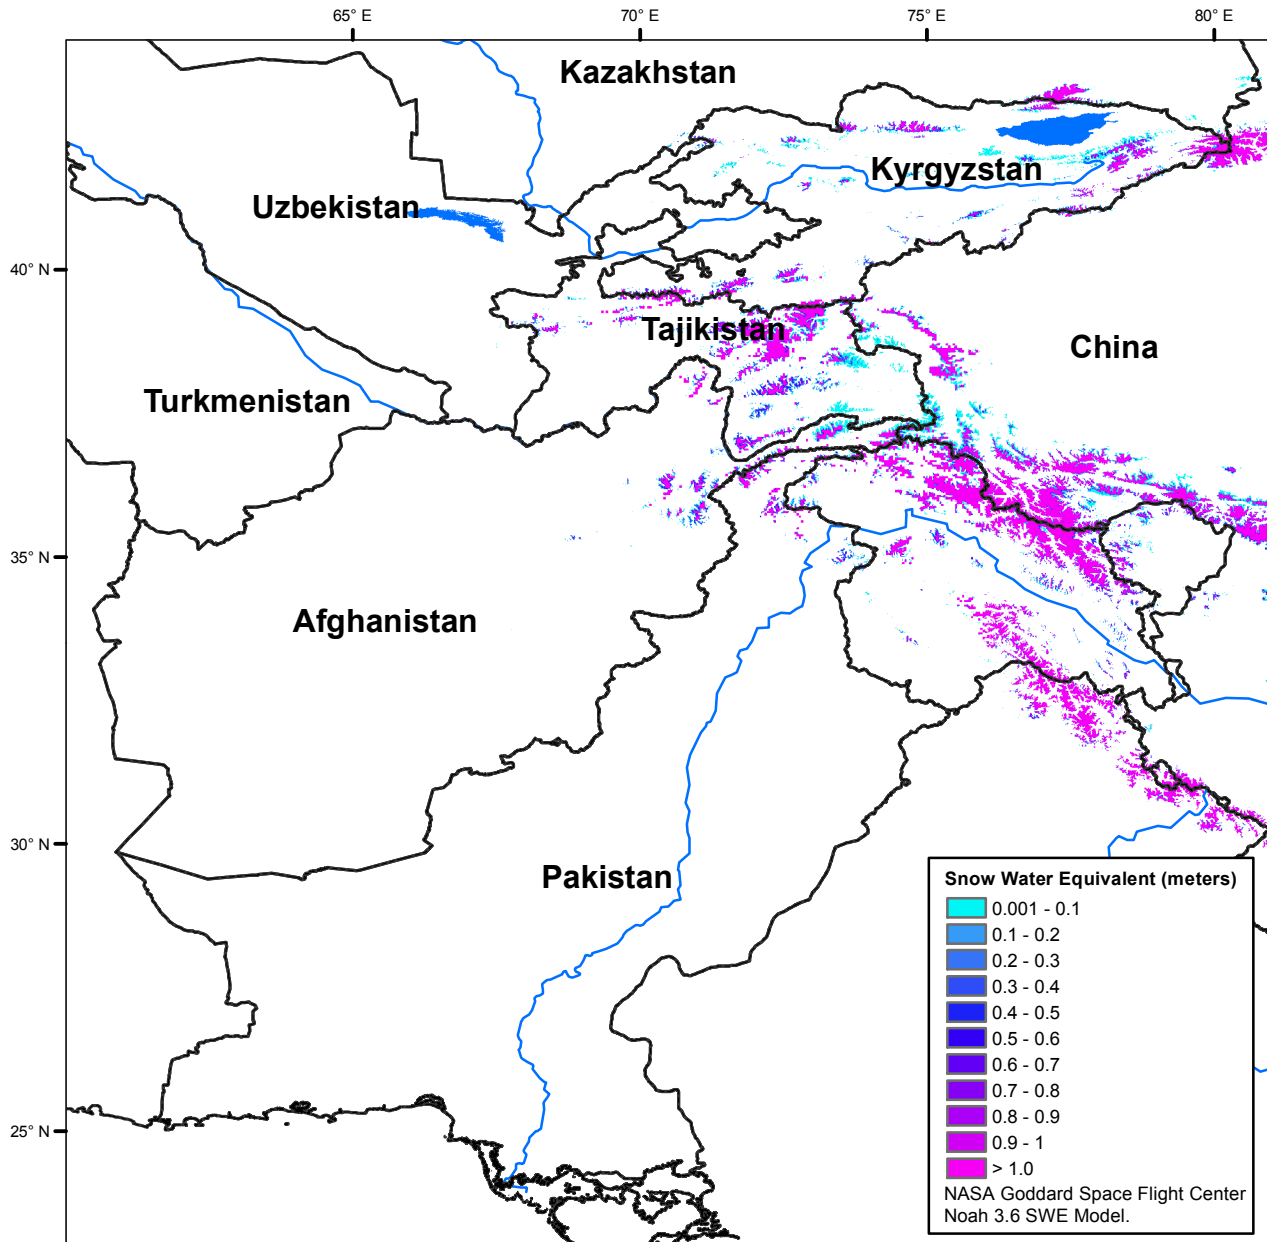 65° E
70° E
75° E
80° E
Kazakhstan
Kyrgyzstan
Uzbekistan
40° N
Tajikistan
China
Turkmenistan
35° N
Afghanistan
30° N
Pakistan
Snow Water Equivalent (meters)
0.001 - 0.1
0.1 - 0.2
0.2 - 0.3
0.3 - 0.4
0.4 - 0.5
0.5 - 0.6
0.6 - 0.7
0.7 - 0.8
0.8 - 0.9
0.9 - 1
> 1.0
NASA Goddard Space Flight Center
Noah 3.6 SWE Model.
25° N